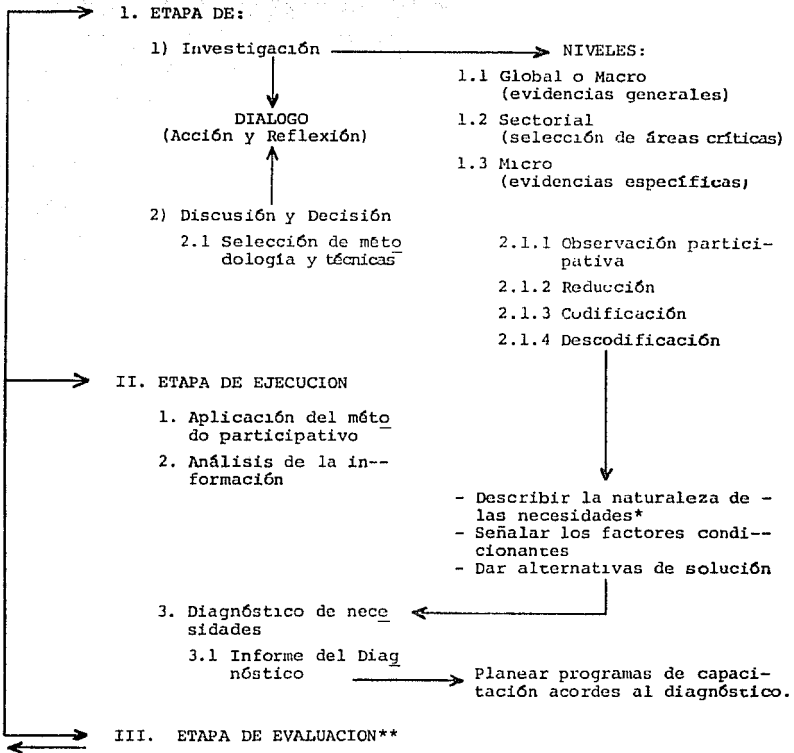 1. ETAPA DE:
1) Investigación
NIVELES:
1.1 Global o Macro
(evidencias generales)
DIALOGO
(Acción y Reflexión)
1.2 Sectorial
(selección de áreas críticas)
1.3 Micro
(evidencias específicas)
2) Discusión y Decisión
2.1 Selección de méto
dología y técnicas
2.1.1 Observación partici-
pativa
2.1.2 Reducción
2.1.3 Codificación
2.1.4 Descodificación
II. ETAPA DE EJECUCION
1. Aplicación del méto
do participativo
2. Análisis de la in--
formación
- Describir la naturaleza de -
las necesidades*
- Señalar los factores condi--
cionantes
- Dar alternativas de solución
3. Diagnóstico de nece
sidades
3.1 Informe del Diag
nóstico
Planear programas de capaci-
tación acordes al diagnóstico.
III. ETAPA DE EVALUACION**